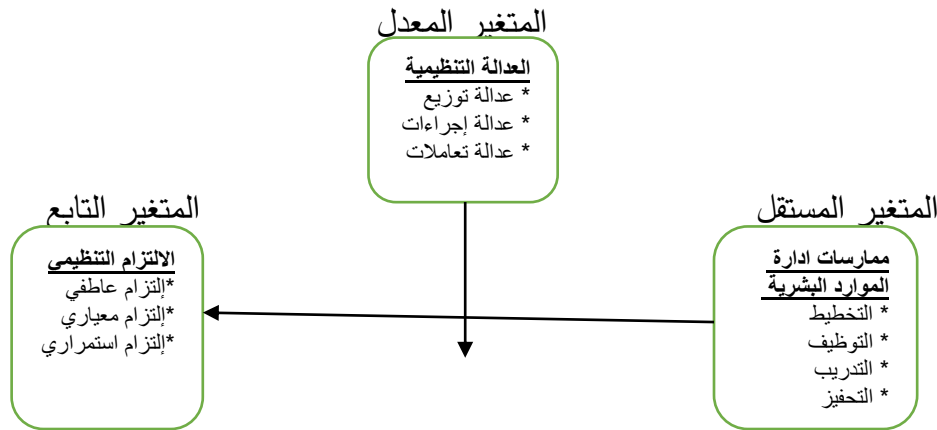 المتغير المعدل
العدالة التنظيمية
* عدالة توزيع
* عدالة إجراءات
* عدالة تعاملات
المتغير المستقل
ممارسات ادارة
الموارد البشرية
* التخطيط
* التوظيف
* التدريب
* التحفيز
المتغير التابع
الالتزام التنظيمي
*إلتزام عاطفي
*إلتزام معياري
*إلتزام استمراري